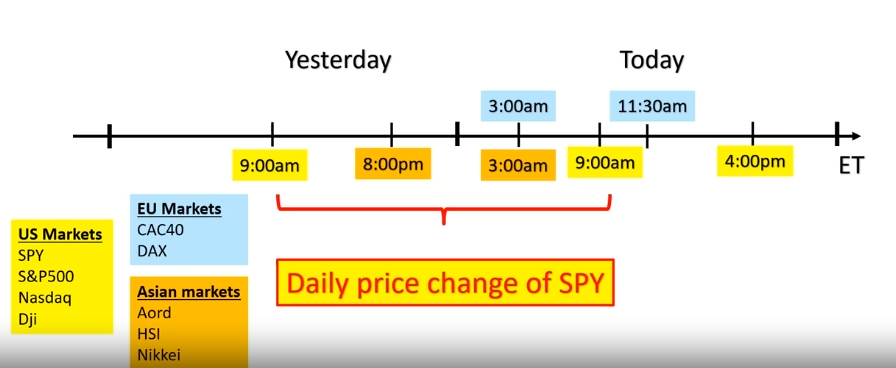 Yesterday
Today
3:00am
11:30am
9:00am
8:00pm
3:00am
9:00am
4:00pm
ET
EU Markets
CAC40
DAX
US Markets
SPY
S&P500
Nasdaq
Dji
Asian markets
Aord
HSI
Nikkei
Daily price change of SPY